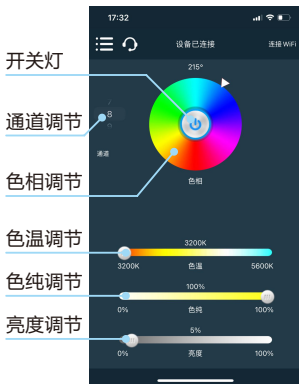 17:32
设备已连接
连接 WiFi
215°
开关灯
8
通道调节
通道
色相调节
色相
色温调节
3200K
3200K 色温 5600K
色纯调节
100%
0% 色纯 100%
亮度调节
5%
0% 亮度 100%